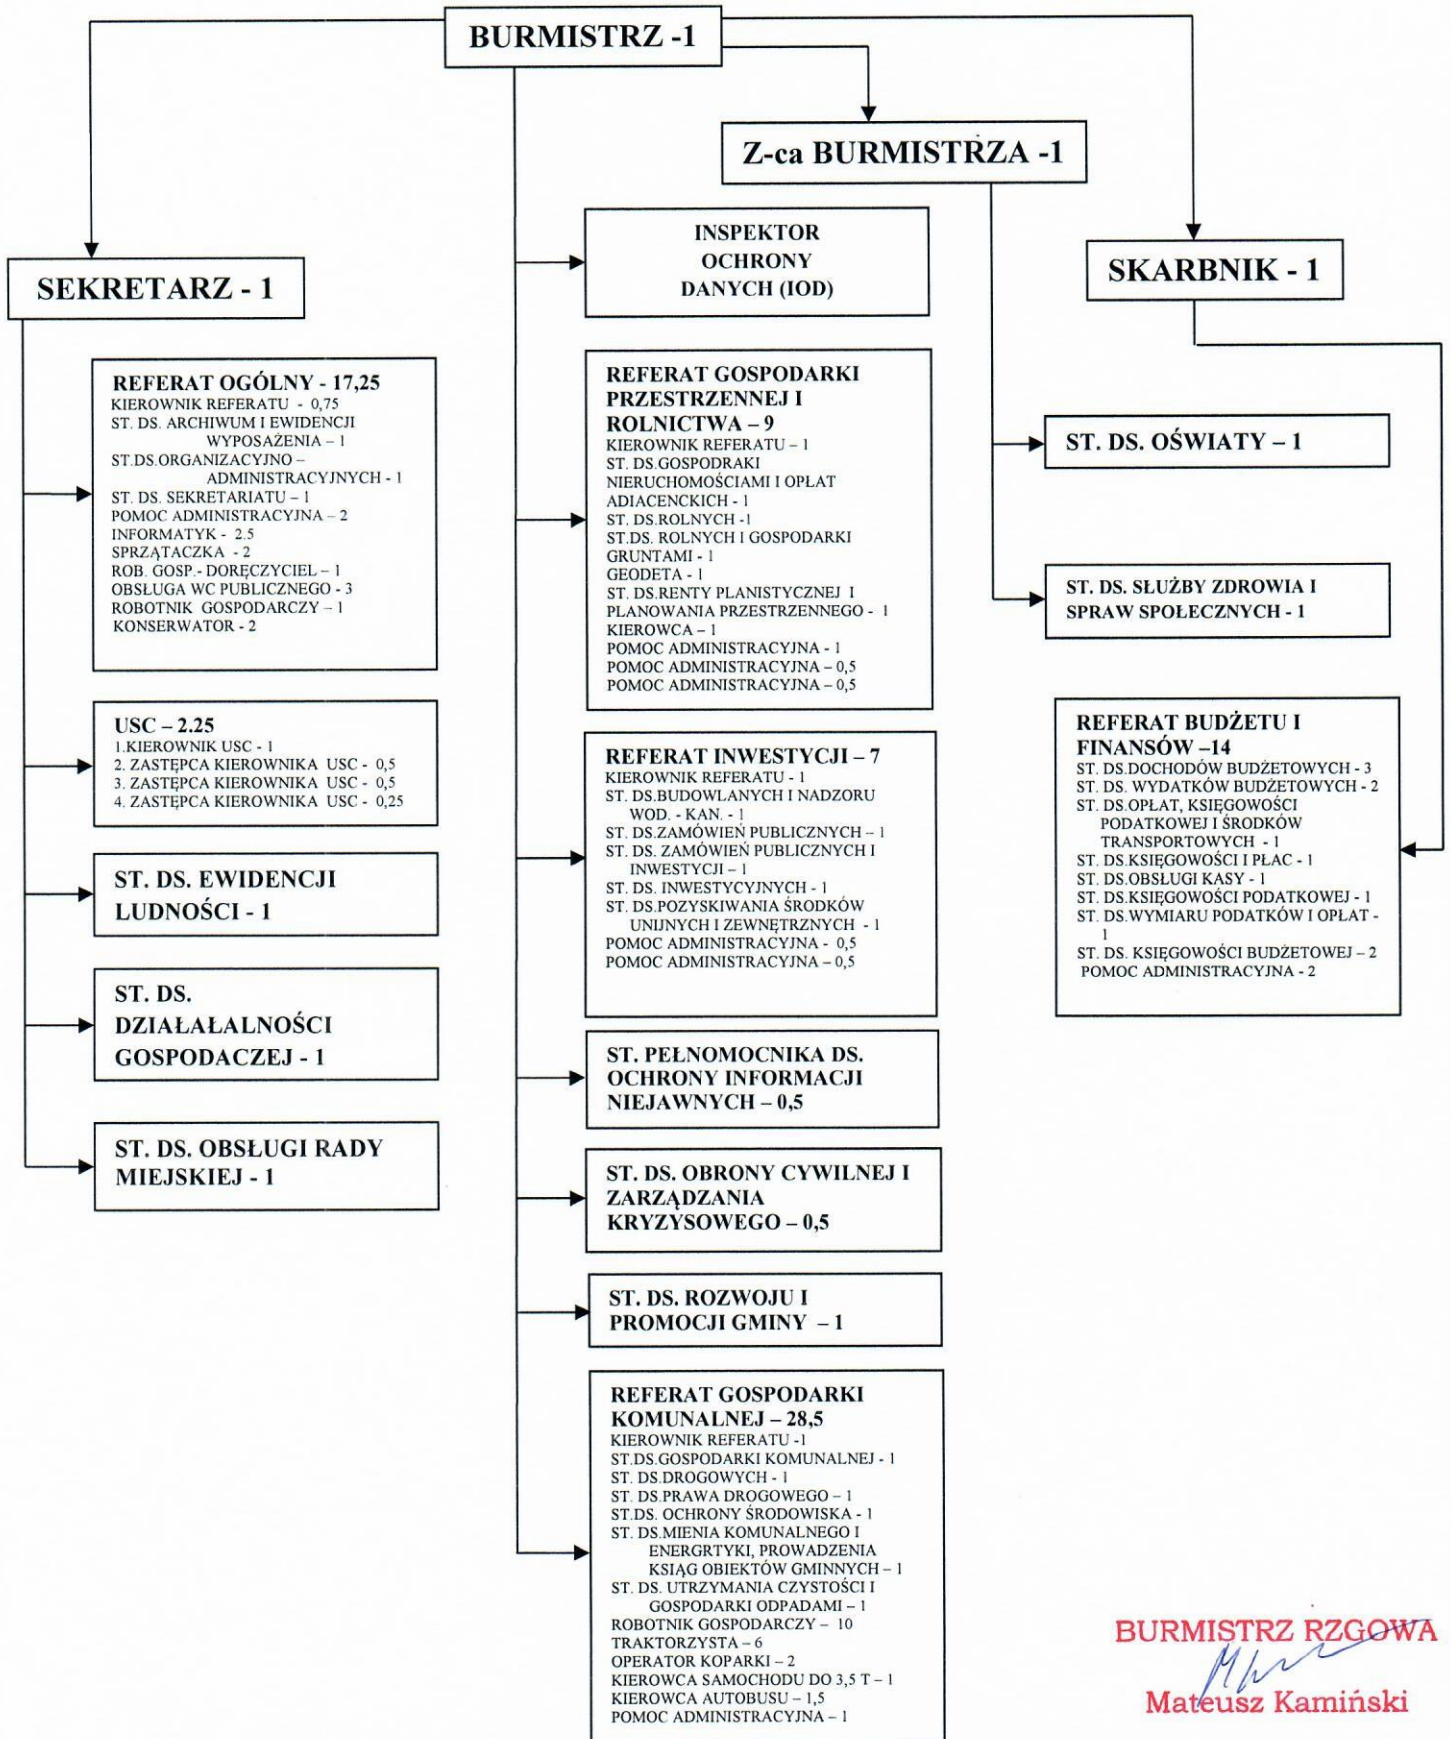 BURMISTRZ -1
Z-ca BURMISTRZA -1
SEKRETARZ - 1
INSPEKTOR
OCHRONY
DANYCH (IOD)
SKARBNIK - 1
REFERAT OGÓLNY - 17,25
KIEROWNIK REFERATU - 0,75
ST. DS. ARCHIWUM I EWIDENCJI
WYPOSAŻENIA – 1
ST.DS.ORGANIZACYJNO –
ADMINISTRACYJNYCH - 1
ST. DS. SEKRETARIATU – 1
POMOC ADMINISTRACYJNA – 2
INFORMATYK - 2.5
SPRZĄTACZKA - 2
ROB. GOSP.- DORĘCZYCIEL – 1
OBSŁUGA WC PUBLICZNEGO - 3
ROBOTNIK GOSPODARCZY – 1
KONSERWATOR - 2
USC – 2.25
1.KIEROWNIK USC - 1
2. ZASTĘPCA KIEROWNIKA USC - 0,5
3. ZASTĘPCA KIEROWNIKA USC - 0,5
4. ZASTĘPCA KIEROWNIKA USC - 0,25
ST. DS. EWIDENCJI
LUDNOŚCI - 1
ST. DS.
DZIAŁAŁALNOŚCI
GOSPODACZEJ - 1
ST. DS. OBSŁUGI RADY
MIEJSKIEJ - 1
REFERAT GOSPODARKI
PRZESTRZENNEJ I
ROLNICTWA – 9
KIEROWNIK REFERATU – 1
ST. DS.GOSPODRAKI
NIERUCHOMOŚCIAMI I OPŁAT
ADIACENCKICH - 1
ST. DS.ROLNYCH -1
ST.DS. ROLNYCH I GOSPODARKI
GRUNTAMI - 1
GEODETA - 1
ST. DS.RENTY PLANISTYCZNEJ I
PLANOWANIA PRZESTRZENNEGO - 1
KIEROWCA – 1
POMOC ADMINISTRACYJNA - 1
POMOC ADMINISTRACYJNA – 0,5
POMOC ADMINISTRACYJNA – 0,5
REFERAT INWESTYCJI – 7
KIEROWNIK REFERATU - 1
ST. DS.BUDOWLANYCH I NADZORU
WOD. - KAN. - 1
ST. DS.ZAMÓWIEŃ PUBLICZNYCH – 1
ST. DS. ZAMÓWIEŃ PUBLICZNYCH I
INWESTYCJI – 1
ST. DS. INWESTYCYJNYCH - 1
ST. DS.POZYSKIWANIA ŚRODKÓW
UNIJNYCH I ZEWNĘTRZNYCH - 1
POMOC ADMINISTRACYJNA - 0,5
POMOC ADMINISTRACYJNA – 0,5
ST. PEŁNOMOCNIKA DS.
OCHRONY INFORMACJI
NIEJAWNYCH – 0,5
ST. DS. OBRONY CYWILNEJ I
ZARZĄDZANIA
KRYZYSOWEGO – 0,5
ST. DS. ROZWOJU I
PROMOCJI GMINY – 1
REFERAT GOSPODARKI
KOMUNALNEJ – 28,5
KIEROWNIK REFERATU -1
ST.DS.GOSPODARKI KOMUNALNEJ - 1
ST. DS.DROGOWYCH - 1
ST. DS.PRAWA DROGOWEGO – 1
ST.DS. OCHRONY ŚRODOWISKA - 1
ST. DS.MIENIA KOMUNALNEGO I
ENERGRTYKI, PROWADZENIA
KSIĄG OBIEKTÓW GMINNYCH – 1
ST. DS. UTRZYMANIA CZYSTOŚCI I
GOSPODARKI ODPADAMI – 1
ROBOTNIK GOSPODARCZY – 10
TRAKTORZYSTA – 6
OPERATOR KOPARKI – 2
KIEROWCA SAMOCHODU DO 3,5 T – 1
KIEROWCA AUTOBUSU – 1,5
POMOC ADMINISTRACYJNA – 1
ST. DS. OŚWIATY – 1
ST. DS. SŁUŻBY ZDROWIA I
SPRAW SPOŁECZNYCH - 1
REFERAT BUDŻETU I
FINANSÓW –14
ST. DS.DOCHODÓW BUDŻETOWYCH - 3
ST. DS. WYDATKÓW BUDŻETOWYCH - 2
ST. DS.OPŁAT, KSIĘGOWOŚCI
PODATKOWEJ I ŚRODKÓW
TRANSPORTOWYCH - 1
ST. DS.KSIĘGOWOŚCI I PŁAC - 1
ST. DS.OBSŁUGI KASY - 1
ST. DS.KSIĘGOWOŚCI PODATKOWEJ - 1
ST. DS.WYMIARU PODATKÓW I OPŁAT -
1
ST. DS. KSIĘGOWOŚCI BUDŻETOWEJ – 2
POMOC ADMINISTRACYJNA - 2
BURMISTRZ RZGOWA
Mateusz Kamiński